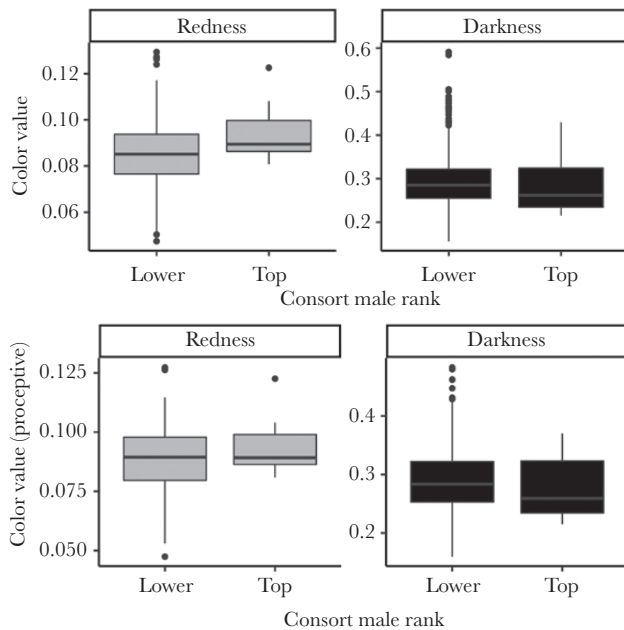 Redness Darkness
Color value
0.12
0.10
0.08
0.06
0.6
0.5
0.4
0.3
0.2
Lower Top Lower Top
Consort male rank
Redness Darkness
Color value (proceptive)
0.125
0.100
0.075
0.050
0.4
0.3
0.2
Lower Top Lower Top
Consort male rank